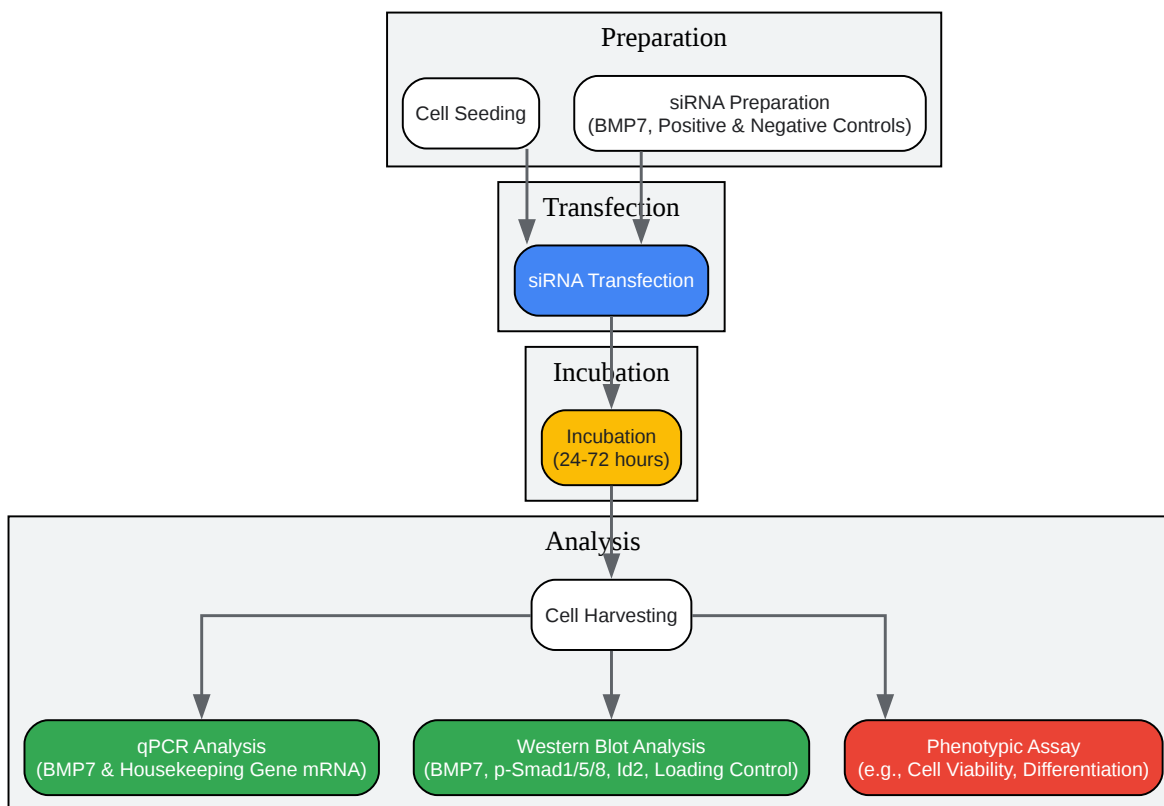 Preparation
Cell Seeding
siRNA Preparation
(BMP7, Positive & Negative Controls)
Transfection
siRNA Transfection
Incubation
Incubation
(24-72 hours)
Analysis
Cell Harvesting
qPCR Analysis
(BMP7 & Housekeeping Gene mRNA)
Western Blot Analysis
(BMP7, p-Smad1/5/8, Id2, Loading Control)
Phenotypic Assay
(e.g., Cell Viability, Differentiation)